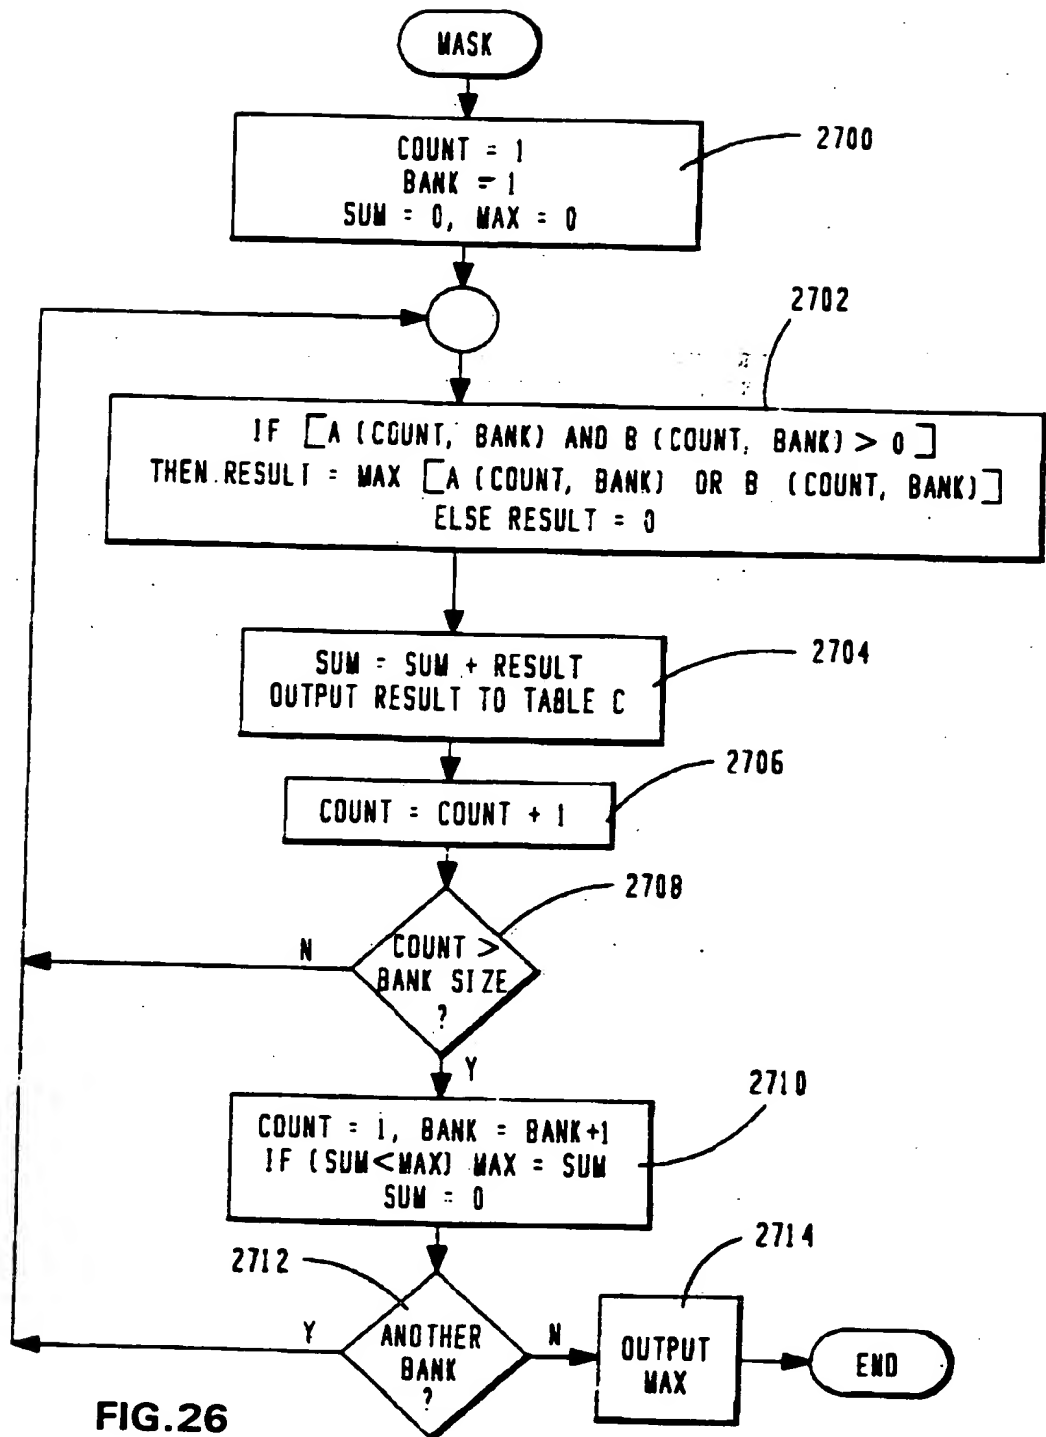 MASK
2700
COUNT = 1
BANK = 1
SUM = 0, MAX = 0
2702
IF [A (COUNT, BANK) AND B (COUNT, BANK) > 0]
THEN RESULT = MAX [A (COUNT, BANK) OR B (COUNT, BANK)]
ELSE RESULT = 0
2704
SUM = SUM + RESULT
OUTPUT RESULT TO TABLE C
2706
COUNT = COUNT + 1
2708
COUNT >
BANK SIZE
?
N
Y
2710
COUNT = 1, BANK = BANK+1
IF (SUM<MAX) MAX = SUM
SUM = 0
2712
2714
ANOTHER
BANK
?
Y
N
OUTPUT
MAX
END
FIG.26